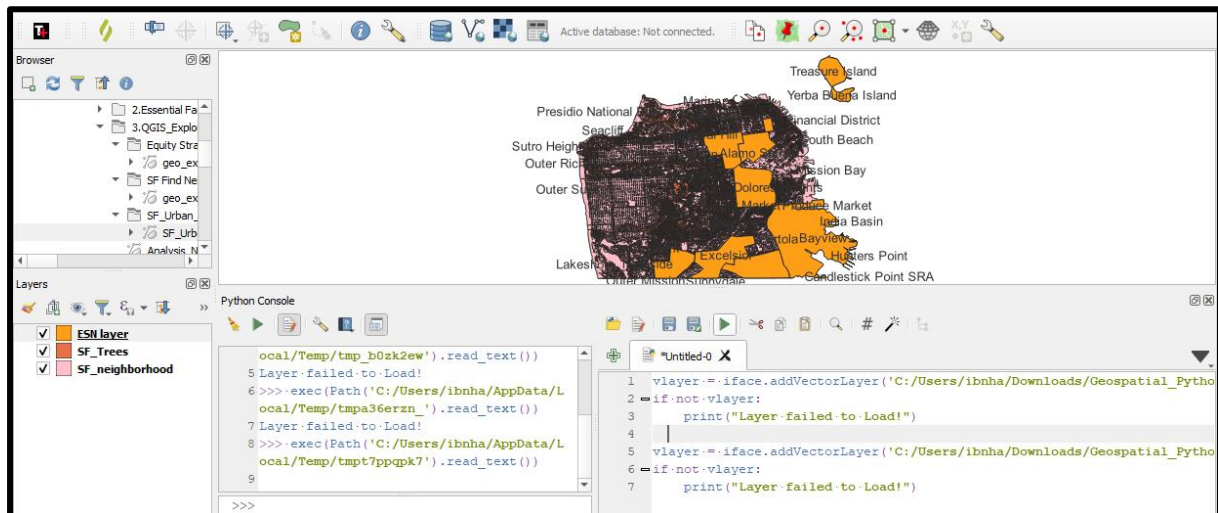 Active database: Not connected.
X,Y
Browser
2.Essential Fa
3.QGIS_Explo
Equity Stra
geo_ex
SF Find Ne
geo_ex
SF_Urban_
SF_Urb
Analysis_N
Treasure Island
Yerba Buena Island
Presidio National
Financial District
Seacliff
South Beach
Sutro Heigh
Alamo S
Outer Ric
Mission Bay
Outer Su
Dolores
Market
Produce Market
India Basin
Bayview
Excelsior
Hunters Point
Lakesh
Candlestick Point SRA
Outer Mission
Sunnydale
Layers
ESN layer
SF_Trees
SF_neighborhood
Python Console
ocal/Temp/tmp_b0zk2ew').read_text())
5 Layer failed to Load!
6 >>> exec(Path('C:/Users/ibnha/AppData/L
ocal/Temp/tmpa36erzn_').read_text())
7 Layer failed to Load!
8 >>> exec(Path('C:/Users/ibnha/AppData/L
ocal/Temp/tmpt7ppqpk7').read_text())
9
>>>
*Untitled-0
1 vlayer = iface.addVectorLayer('C:/Users/ibnha/Downloads/Geospatial_Pytho
2 if not vlayer:
3 print("Layer failed to Load!")
4
5 vlayer = iface.addVectorLayer('C:/Users/ibnha/Downloads/Geospatial_Pytho
6 if not vlayer:
7 print("Layer failed to Load!")